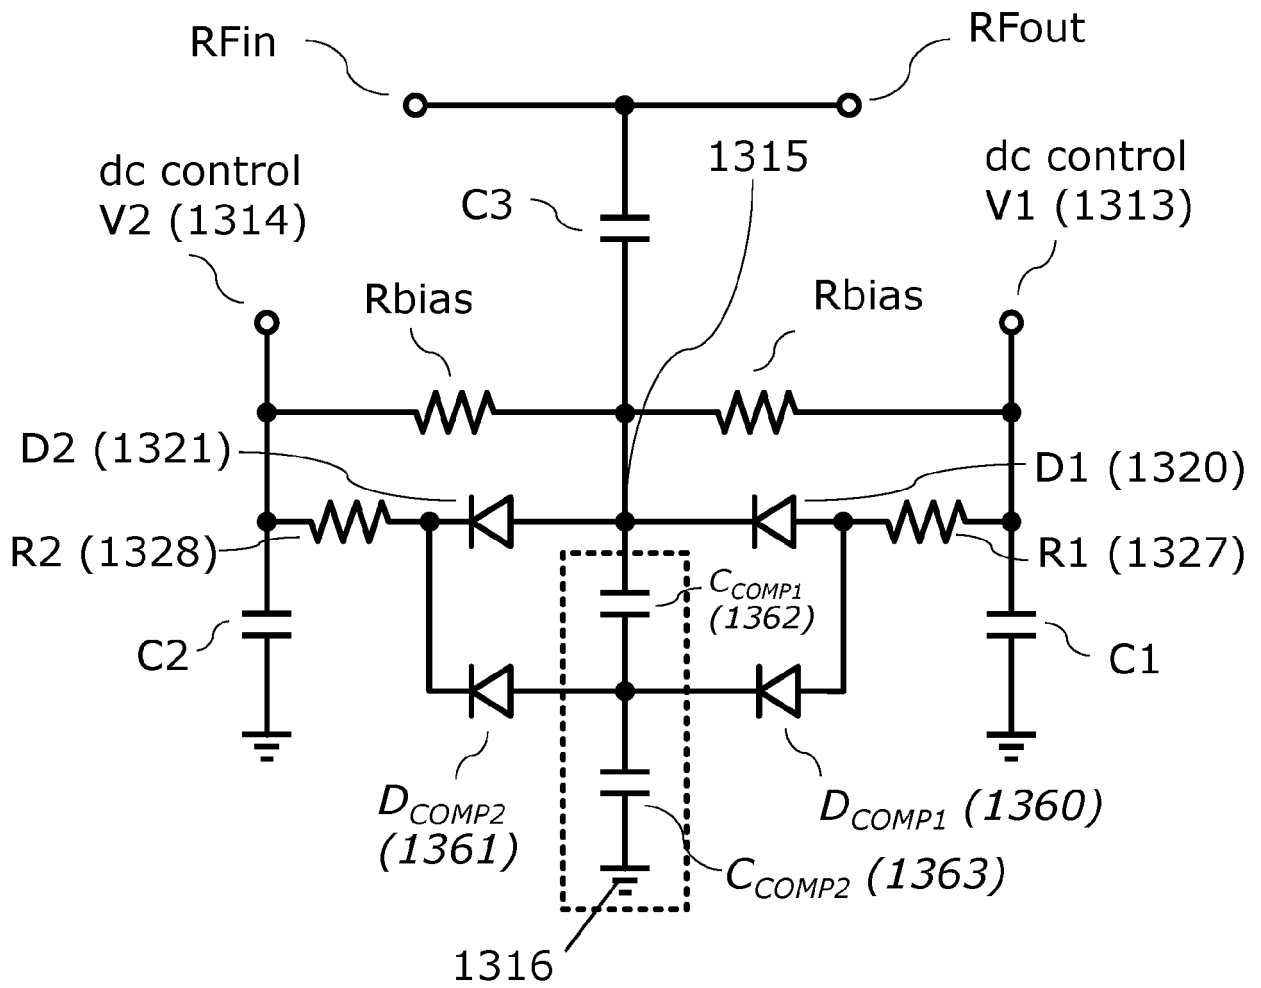 RFin
RFout
dc control
V2 (1314)
C3
1315
dc control
V1 (1313)
Rbias
Rbias
D2 (1321)
D1 (1320)
R2 (1328)
R1 (1327)
CCOMP1
(1362)
C2
C1
DCOMP2
(1361)
DCOMP1 (1360)
CCOMP2 (1363)
1316